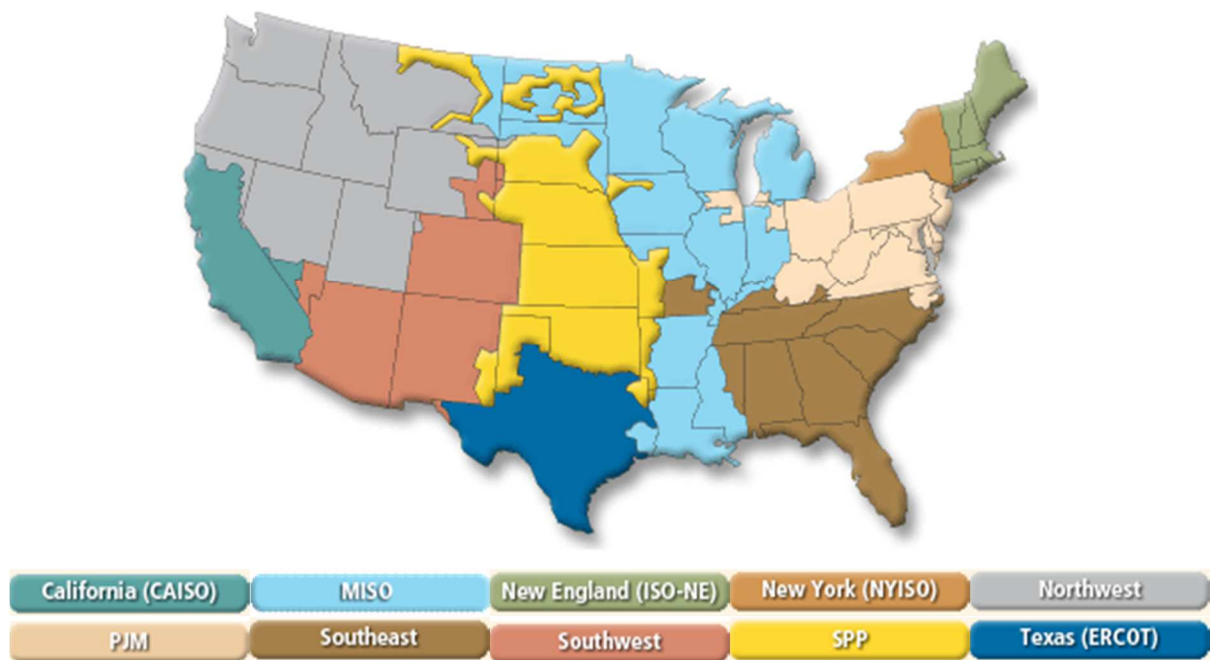 California (CAISO)
MISO
New England (ISO-NE)
New York (NYISO)
Northwest
PJM
Southeast
Southwest
SPP
Texas (ERCOT)